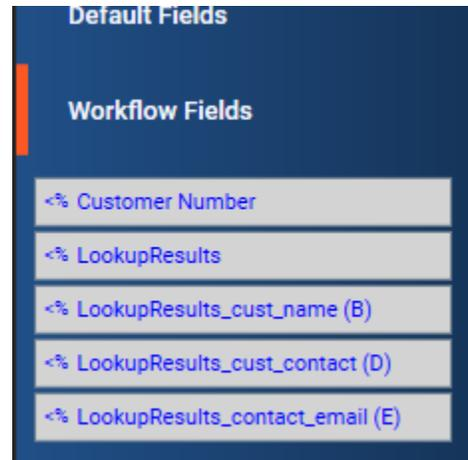 Default Fields
Workflow Fields
<% Customer Number
<% LookupResults
<% LookupResults_cust_name (B)
<% LookupResults_cust_contact (D)
<% LookupResults_contact_email (E)